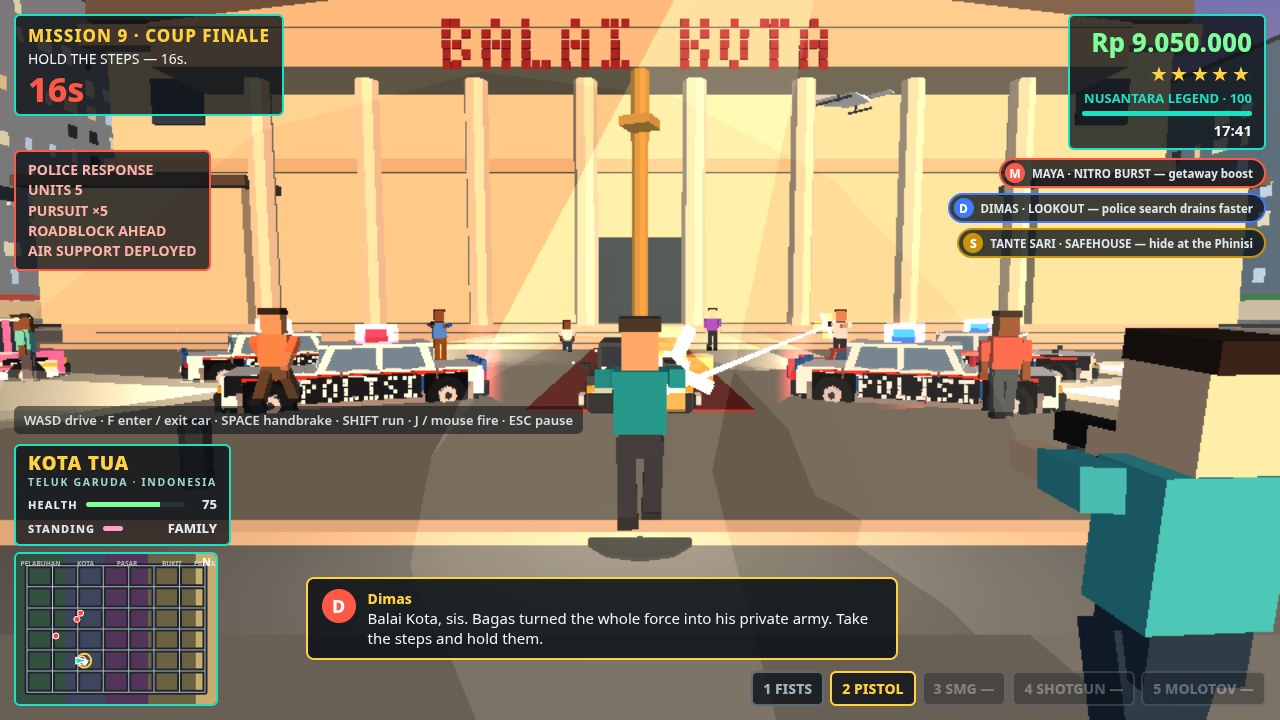 BALAI KOTA
MISSION 9 · COUP FINALE
HOLD THE STEPS — 16s.
16s
Rp 9.050.000
★★★★★
NUSANTARA LEGEND · 100
17:41
POLICE RESPONSE
UNITS 5
PURSUIT ×5
ROADBLOCK AHEAD
AIR SUPPORT DEPLOYED
M MAYA · NITRO BURST — getaway boost
D DIMAS · LOOKOUT — police search drains faster
S TANTE SARI · SAFEHOUSE — hide at the Phinisi
POLISI
POLISI
WASD drive · F enter / exit car · SPACE handbrake · SHIFT run · J / mouse fire · ESC pause
KOTA TUA
TELUK GARUDA · INDONESIA
HEALTH 75
STANDING FAMILY
PELABUHAN KOTA PASAR BUKIT N
D
Dimas
Balai Kota, sis. Bagas turned the whole force into his private army. Take
the steps and hold them.
1 FISTS
2 PISTOL
3 SMG —
4 SHOTGUN —
5 MOLOTOV —